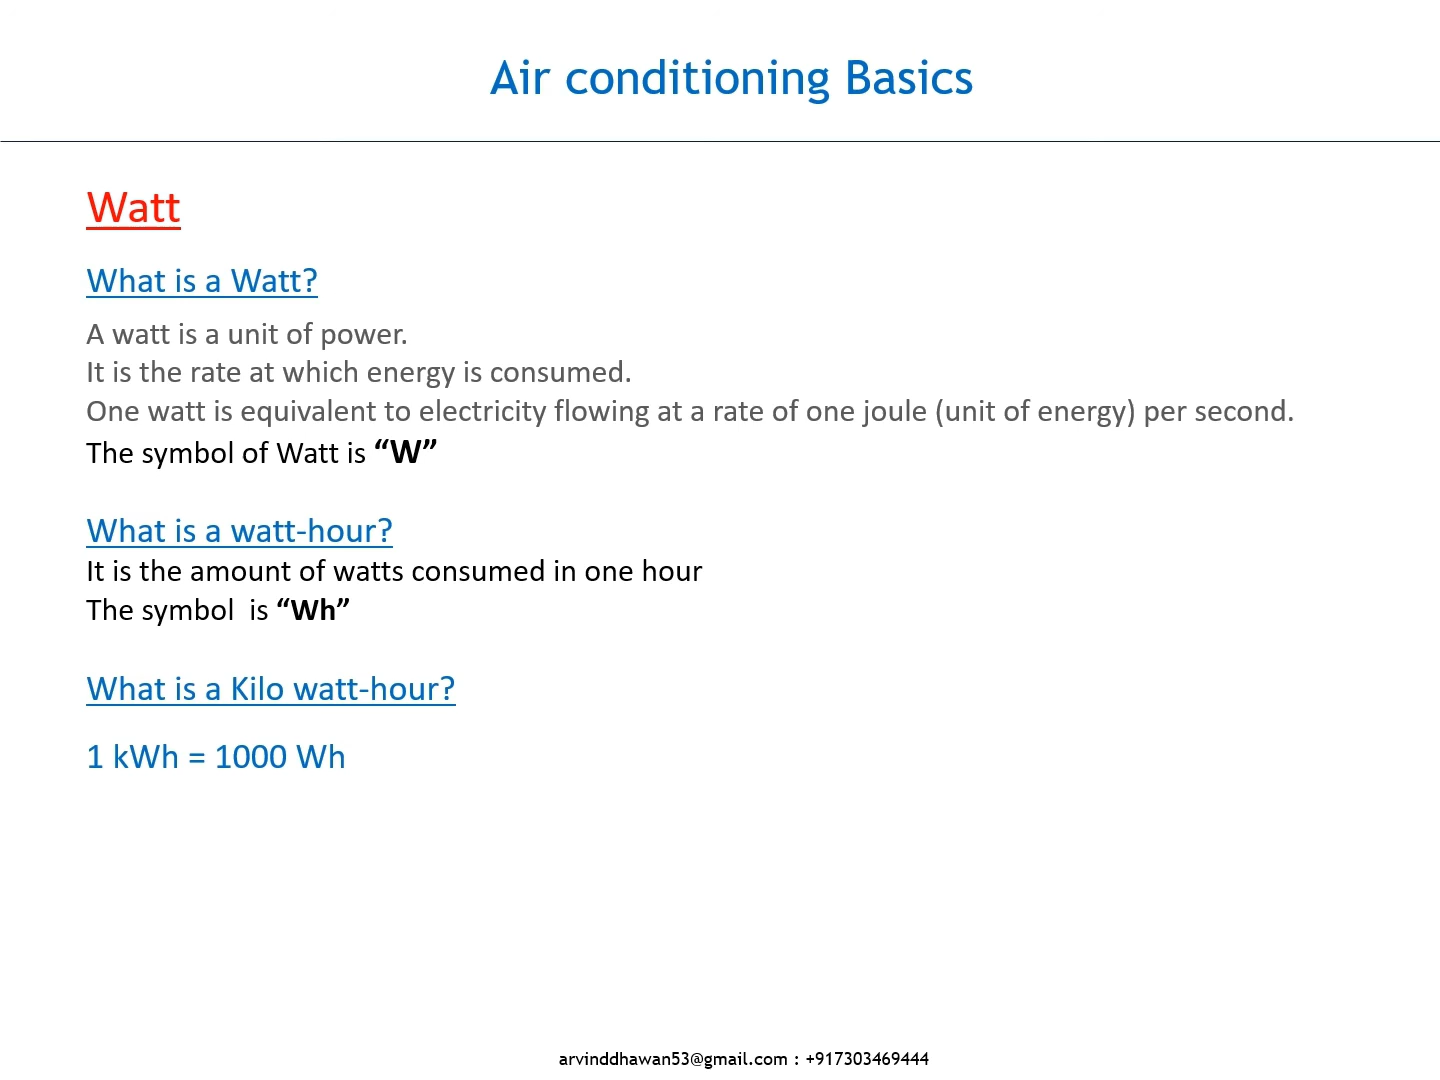 Air conditioning Basics
Watt
What is a Watt?
A watt is a unit of power.
It is the rate at which energy is consumed.
One watt is equivalent to electricity flowing at a rate of one joule (unit of energy) per second.
The symbol of Watt is “W”
What is a watt-hour?
It is the amount of watts consumed in one hour
The symbol  is “Wh”
What is a Kilo watt-hour?
1 kWh = 1000 Wh
arvinddhawan53@gmail.com : +917303469444